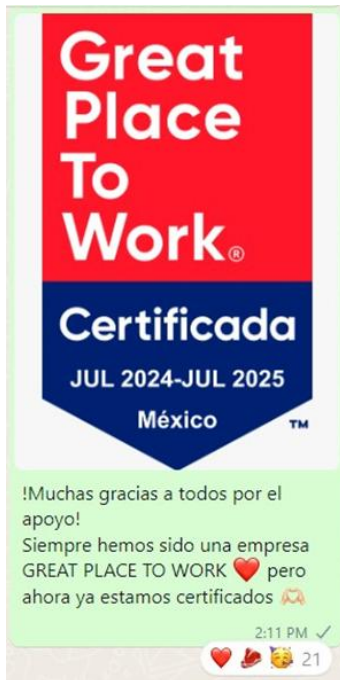 Great
Place
To
Work®
Certificada
JUL 2024-JUL 2025
México
TM
!Muchas gracias a todos por el
apoyo!
Siempre hemos sido una empresa
GREAT PLACE TO WORK ❤️ pero
ahora ya estamos certificados 🫶🏻
2:11 PM ✓
❤️ 🥩 🥳 21